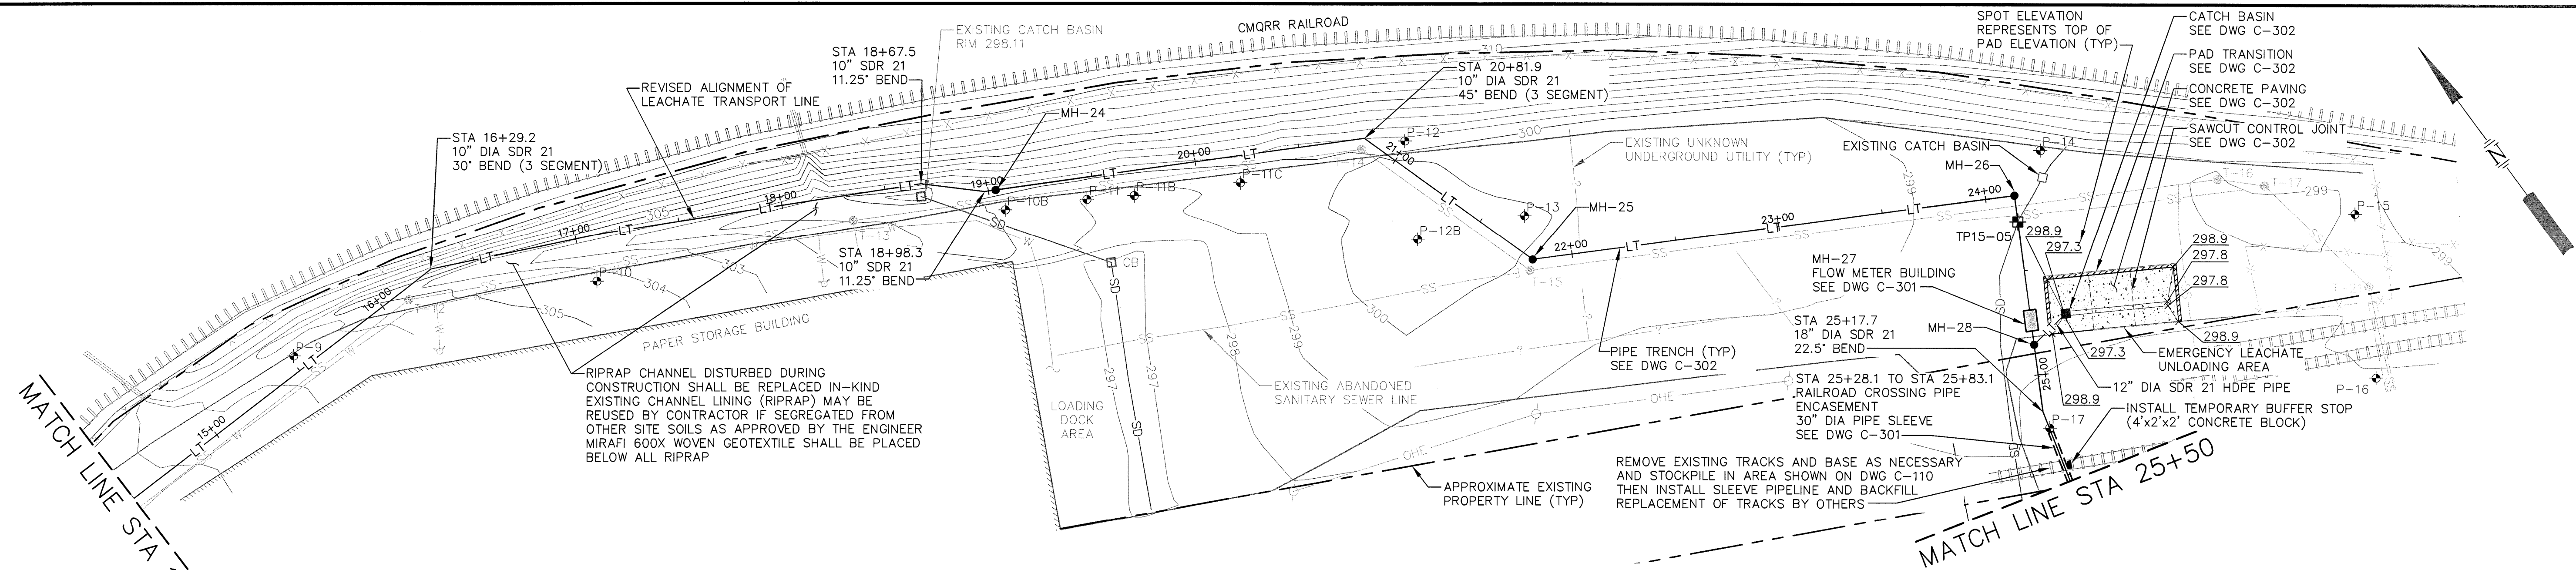 CMQRR RAILROAD
310
EXISTING CATCH BASIN
RIM 298.11
STA 18+67.5
10" SDR 21
11.25° BEND
REVISED ALIGNMENT OF
LEACHATE TRANSPORT LINE
MH-24
STA 16+29.2
10" DIA SDR 21
30° BEND (3 SEGMENT)
STA 20+81.9
10" DIA SDR 21
45° BEND (3 SEGMENT)
SPOT ELEVATION
REPRESENTS TOP OF
PAD ELEVATION (TYP)
CATCH BASIN
SEE DWG C-302
PAD TRANSITION
SEE DWG C-302
CONCRETE PAVING
SEE DWG C-302
SAWCUT CONTROL JOINT
SEE DWG C-302
N
P-12
300
EXISTING UNKNOWN
UNDERGROUND UTILITY (TYP)
EXISTING CATCH BASIN
P-14
MH-26
T-14
21+00
20+00
LT
19+00
18+00
17+00
16+00
15+00
305
P-11C
P-11B
P-11
P-10B
T-13
SD
W
SS
P-13
P-12B
MH-25
22+00
23+00
24+00
299
T-16
T-17
299
P-15
TP15-05
298.9
297.3
298.9
297.8
297.8
STA 18+98.3
10" SDR 21
11.25° BEND
CB
P-10
303
304
305
T-12
P-9
PAPER STORAGE BUILDING
T-15
T-21
299
MH-27
FLOW METER BUILDING
SEE DWG C-301
STA 25+17.7
18" DIA SDR 21
22.5° BEND
MH-28
298.9
297.3
EMERGENCY LEACHATE
UNLOADING AREA
12" DIA SDR 21 HDPE PIPE
P-16
298.9
INSTALL TEMPORARY BUFFER STOP
(4'x2'x2' CONCRETE BLOCK)
25+00
P-17
PIPE TRENCH (TYP)
SEE DWG C-302
300
299
298
297
297
EXISTING ABANDONED
SANITARY SEWER LINE
LOADING
DOCK
AREA
STA 25+28.1 TO STA 25+83.1
RAILROAD CROSSING PIPE
ENCASEMENT
30" DIA PIPE SLEEVE
SEE DWG C-301
OHE
OHE
RIPRAP CHANNEL DISTURBED DURING
CONSTRUCTION SHALL BE REPLACED IN-KIND
EXISTING CHANNEL LINING (RIPRAP) MAY BE
REUSED BY CONTRACTOR IF SEGREGATED FROM
OTHER SITE SOILS AS APPROVED BY THE ENGINEER
MIRAFI 600X WOVEN GEOTEXTILE SHALL BE PLACED
BELOW ALL RIPRAP
REMOVE EXISTING TRACKS AND BASE AS NECESSARY
AND STOCKPILE IN AREA SHOWN ON DWG C-110
THEN INSTALL SLEEVE PIPELINE AND BACKFILL
REPLACEMENT OF TRACKS BY OTHERS
APPROXIMATE EXISTING
PROPERTY LINE (TYP)
MATCH LINE STA
MATCH LINE STA 25+50